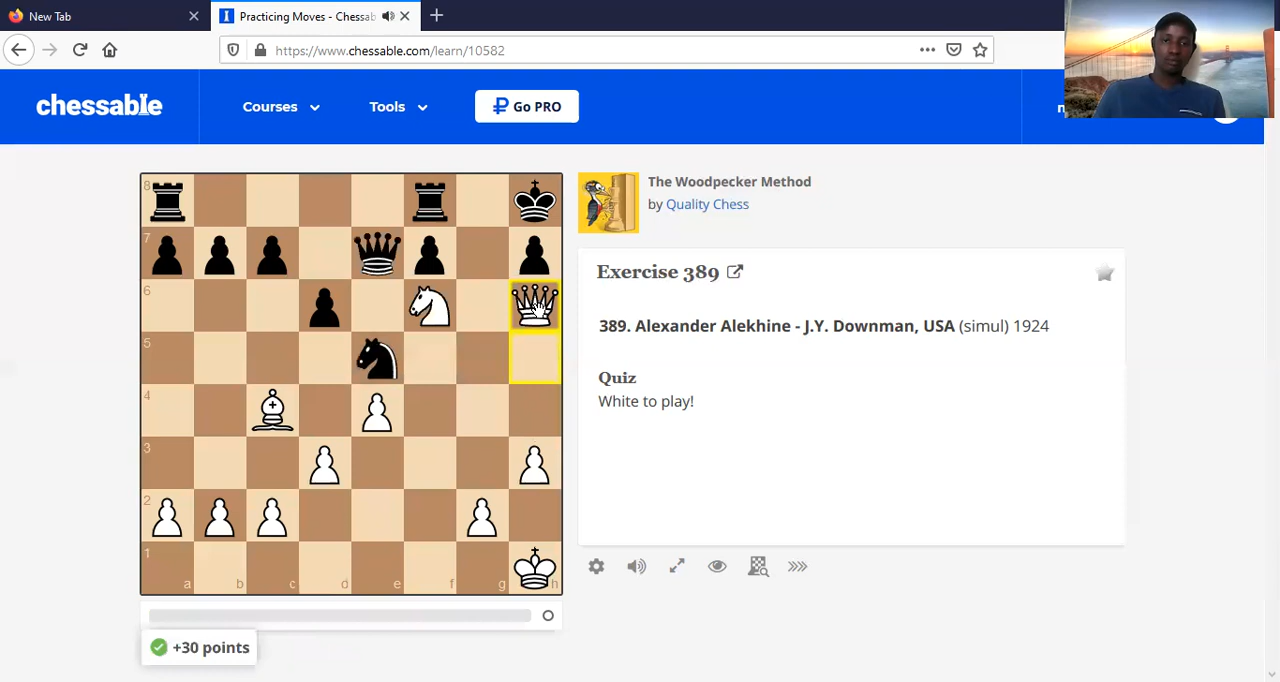 New Tab
Practicing Moves - Chessab
https://www.chessable.com/learn/10582
chessable
Courses
Tools
Go PRO
8
7
6
5
4
3
2
1
a
b
c
d
e
f
g
h
The Woodpecker Method
by Quality Chess
Exercise 389
389. Alexander Alekhine - J.Y. Downman, USA (simul) 1924
Quiz
White to play!
+30 points